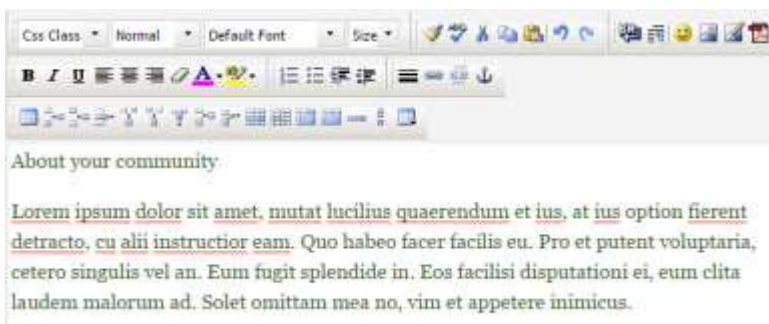 Css Class Normal Default Font Size
B I U A
About your community
Lorem ipsum dolor sit amet, mutat lucilius quaerendum et ius, at ius option fierent
detracto, cu alii instructior eam. Quo habeo facer facilis eu. Pro et putent voluptaria,
cetero singulis vel an. Eum fugit splendide in. Eos facilisi disputationi ei, eum clita
laudem malorum ad. Solet omittam mea no, vim et appetere inimicus.